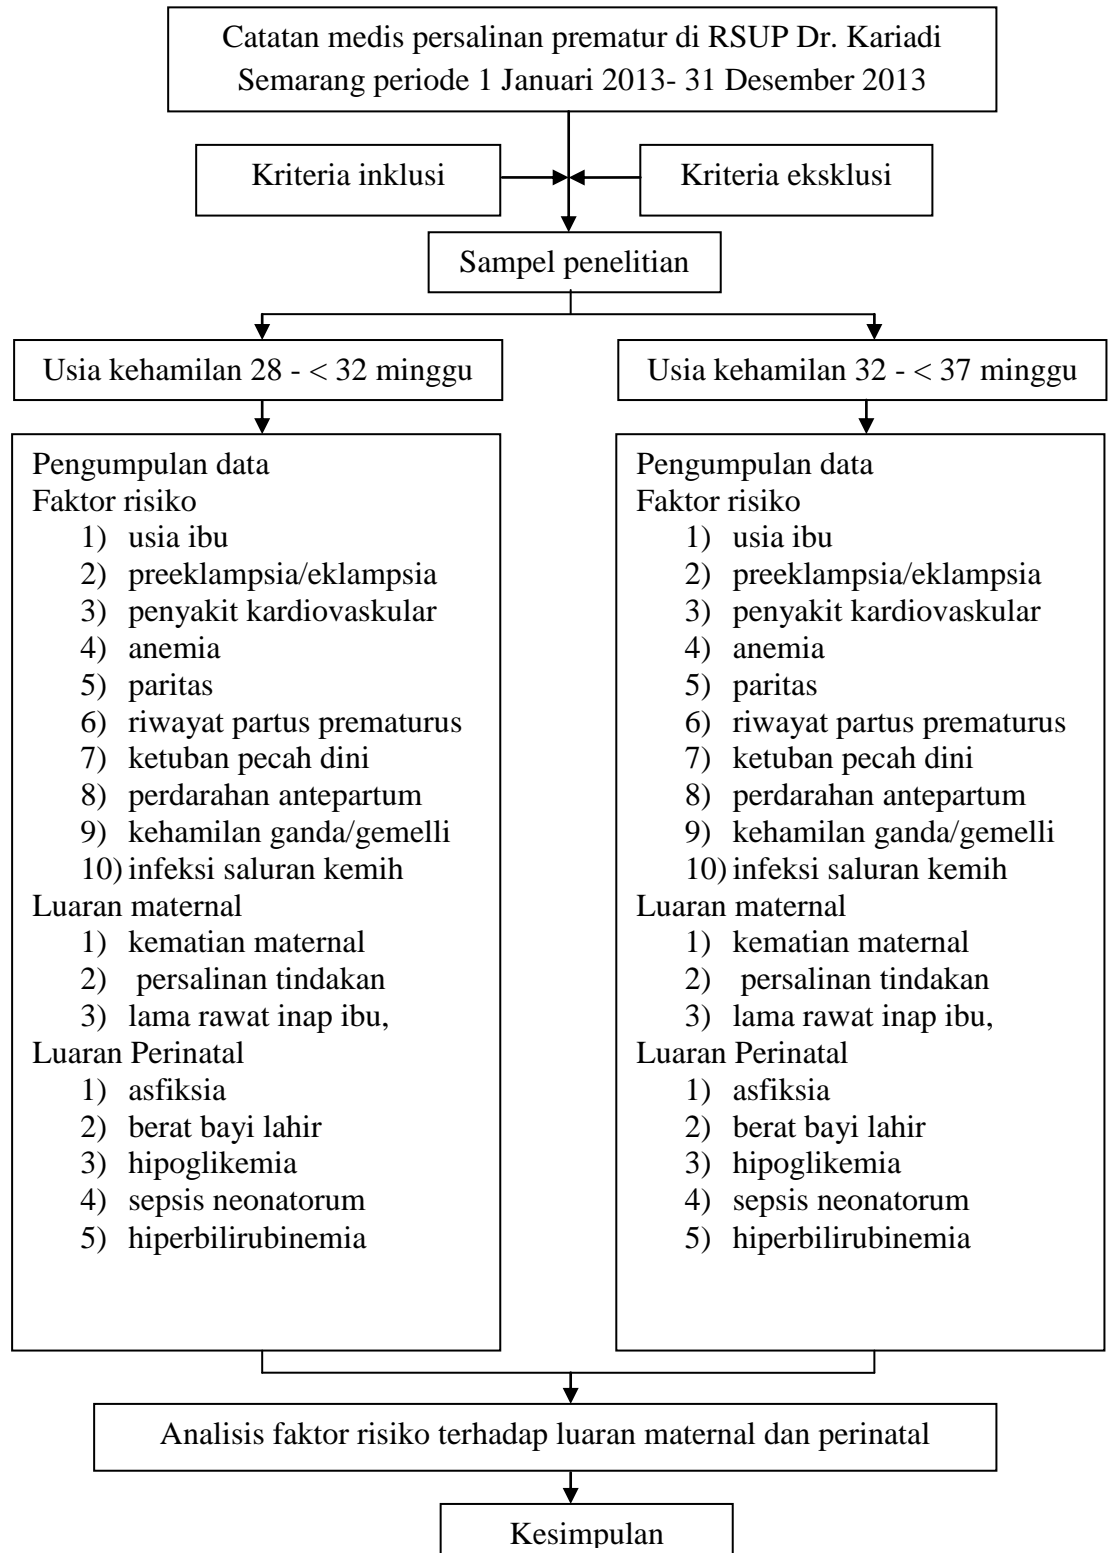 Catatan medis persalinan prematur di RSUP Dr. Kariadi
Semarang periode 1 Januari 2013- 31 Desember 2013
Kriteria inklusi
Kriteria eksklusi
Sampel penelitian
Usia kehamilan 28 - < 32 minggu
Usia kehamilan 32 - < 37 minggu
Pengumpulan data
Faktor risiko
1) usia ibu
2) preeklampsia/eklampsia
3) penyakit kardiovaskular
4) anemia
5) paritas
6) riwayat partus prematurus
7) ketuban pecah dini
8) perdarahan antepartum
9) kehamilan ganda/gemelli
10) infeksi saluran kemih
Luaran maternal
1) kematian maternal
2) persalinan tindakan
3) lama rawat inap ibu,
Luaran Perinatal
1) asfiksia
2) berat bayi lahir
3) hipoglikemia
4) sepsis neonatorum
5) hiperbilirubinemia
Pengumpulan data
Faktor risiko
1) usia ibu
2) preeklampsia/eklampsia
3) penyakit kardiovaskular
4) anemia
5) paritas
6) riwayat partus prematurus
7) ketuban pecah dini
8) perdarahan antepartum
9) kehamilan ganda/gemelli
10) infeksi saluran kemih
Luaran maternal
1) kematian maternal
2) persalinan tindakan
3) lama rawat inap ibu,
Luaran Perinatal
1) asfiksia
2) berat bayi lahir
3) hipoglikemia
4) sepsis neonatorum
5) hiperbilirubinemia
Analisis faktor risiko terhadap luaran maternal dan perinatal
Kesimpulan